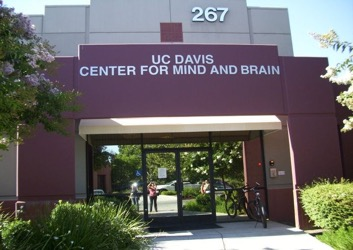 267
UC DAVIS
CENTER FOR MIND AND BRAIN